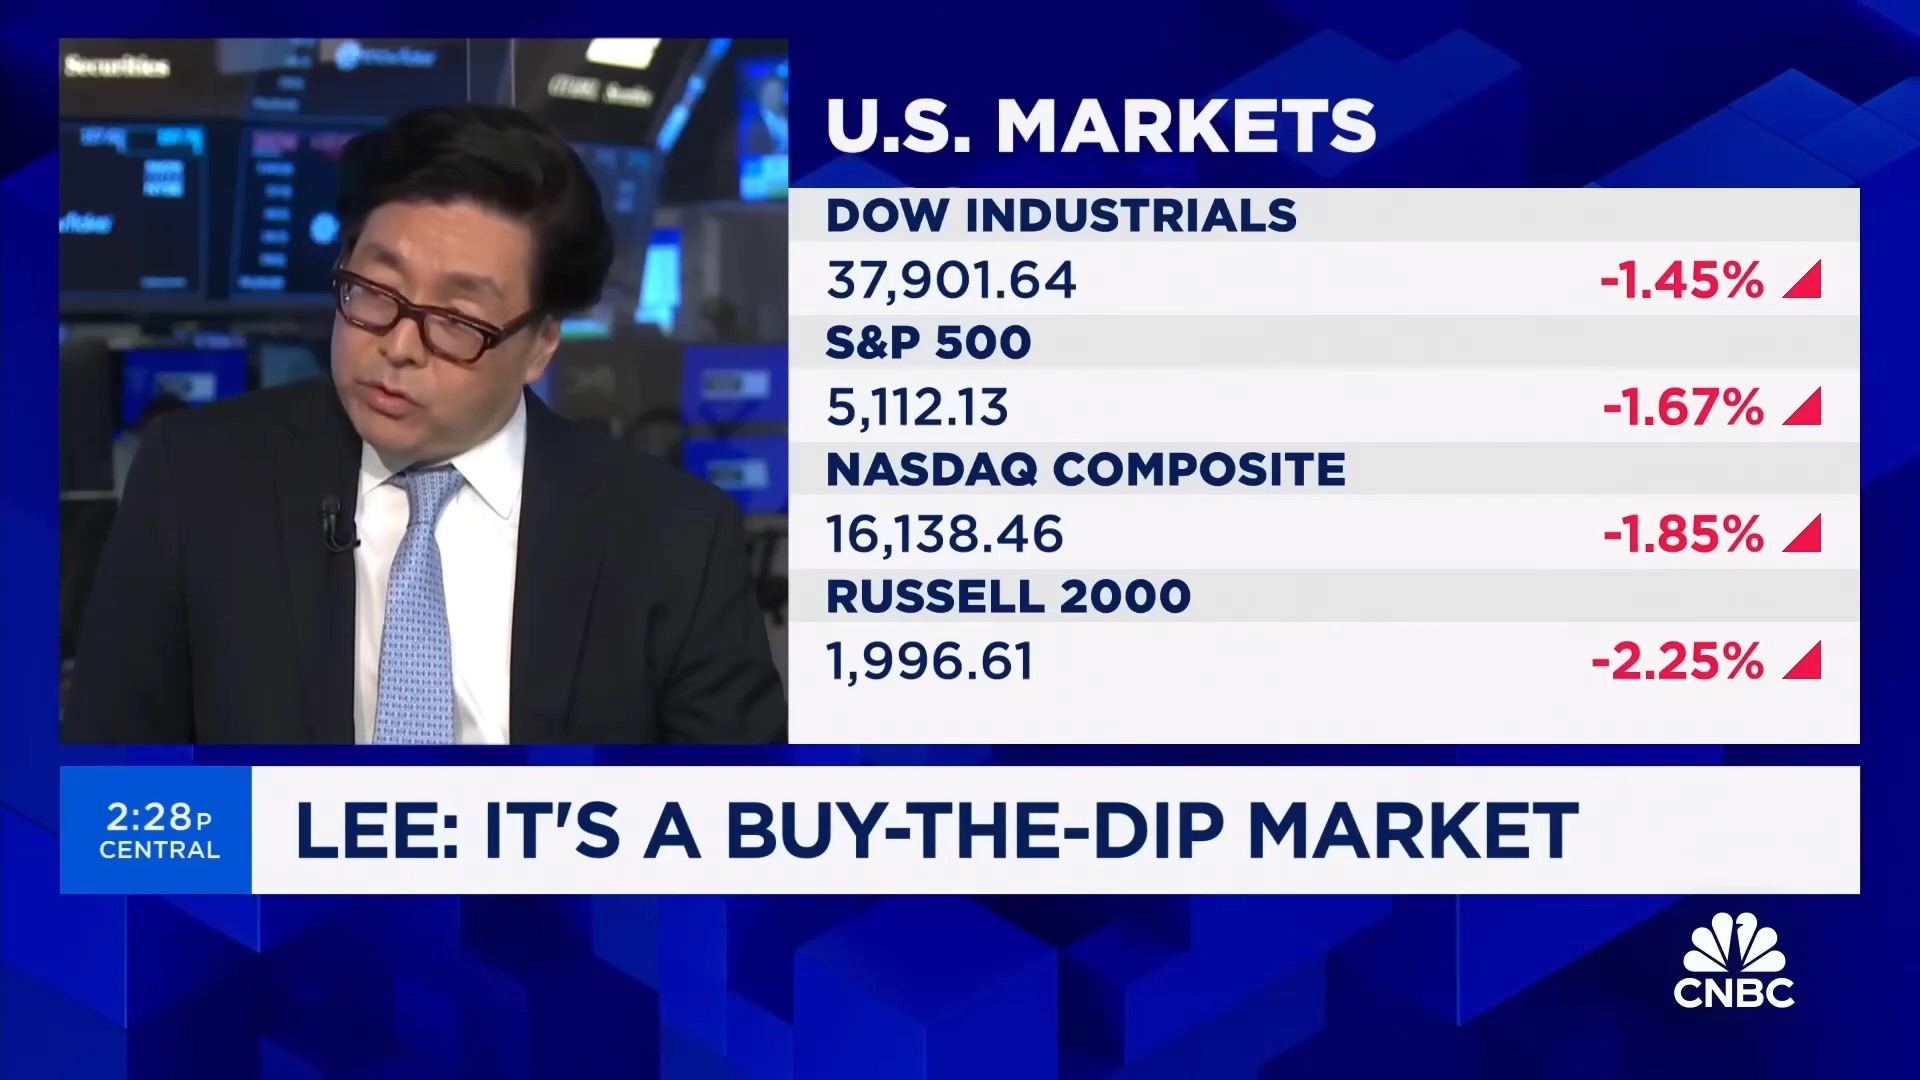 Securities
U.S. MARKETS
DOW INDUSTRIALS
37,901.64 -1.45%
S&P 500
5,112.13 -1.67%
NASDAQ COMPOSITE
16,138.46 -1.85%
RUSSELL 2000
1,996.61 -2.25%
2:28P
CENTRAL
LEE: IT'S A BUY-THE-DIP MARKET
CNBC